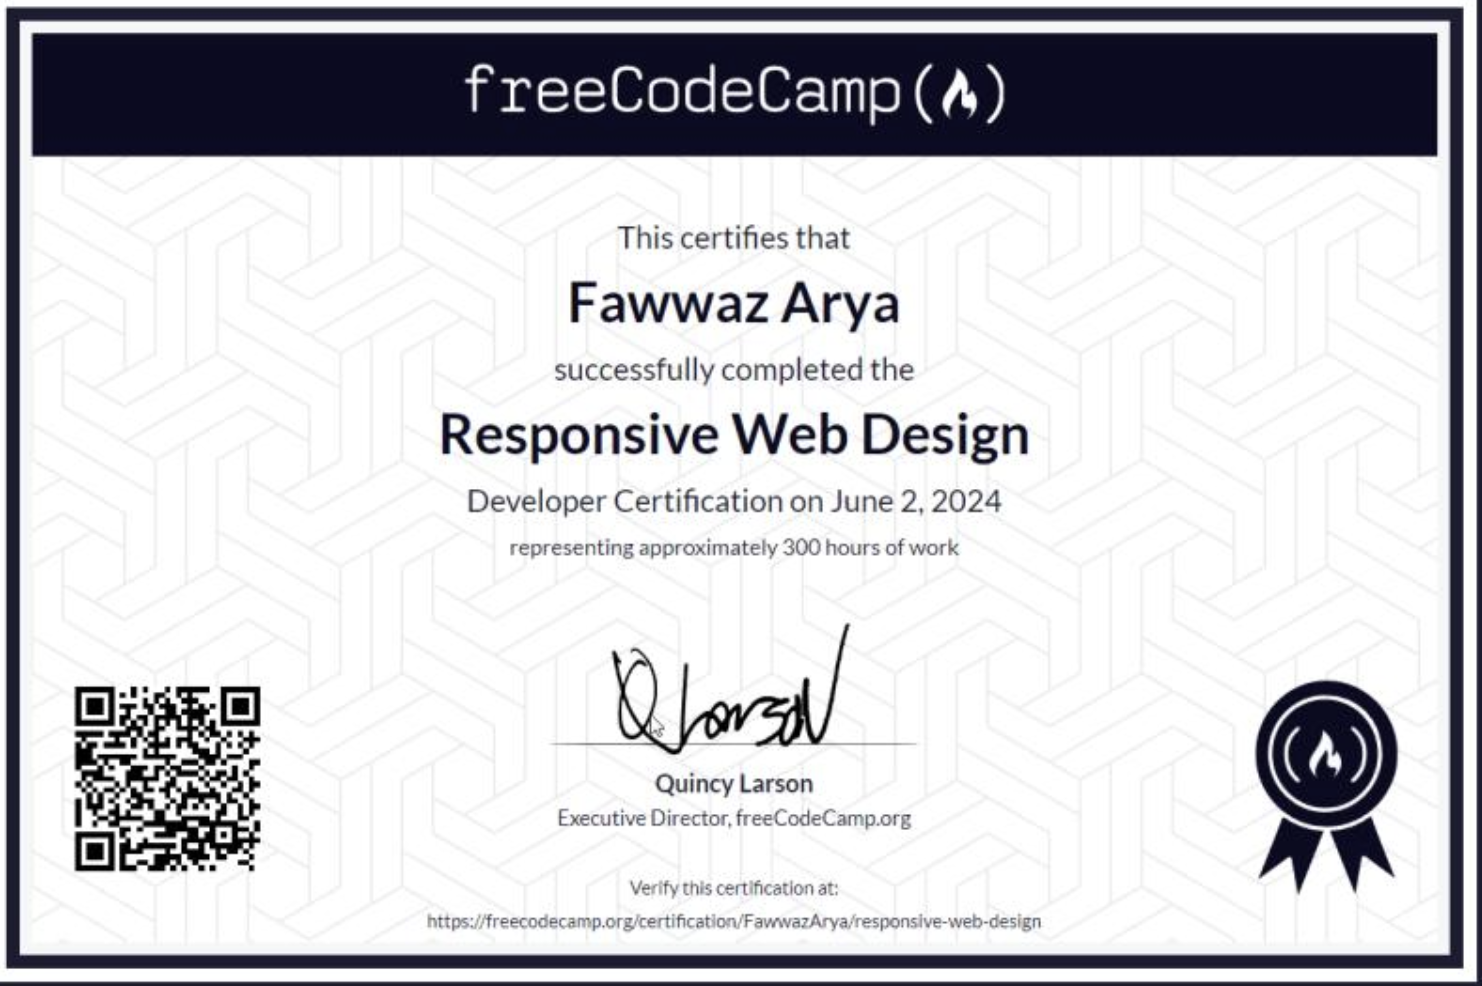 freeCodeCamp(🔥)
This certifies that
Fawwaz Arya
successfully completed the
Responsive Web Design
Developer Certification on June 2, 2024
representing approximately 300 hours of work
Q Larson
Quincy Larson
Executive Director, freeCodeCamp.org
Verify this certification at:
https://freecodecamp.org/certification/FawwazArya/responsive-web-design